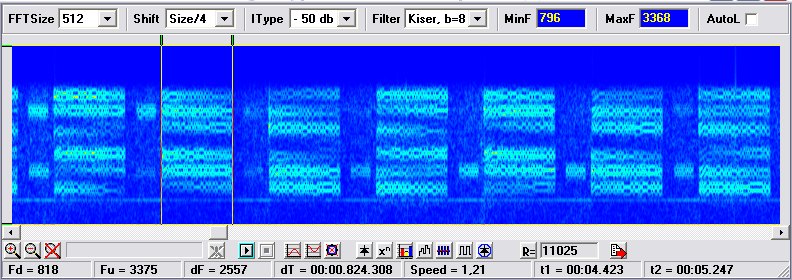 FFTSize 512 Shift Size/4 IType - 50 db Filter Kiser, b=8 MinF 796 MaxF 3368 AutoL
R= 11025
Fd = 818 Fu = 3375 dF = 2557 dT = 00:00.824.308 Speed = 1,21 t1 = 00:04.423 t2 = 00:05.247